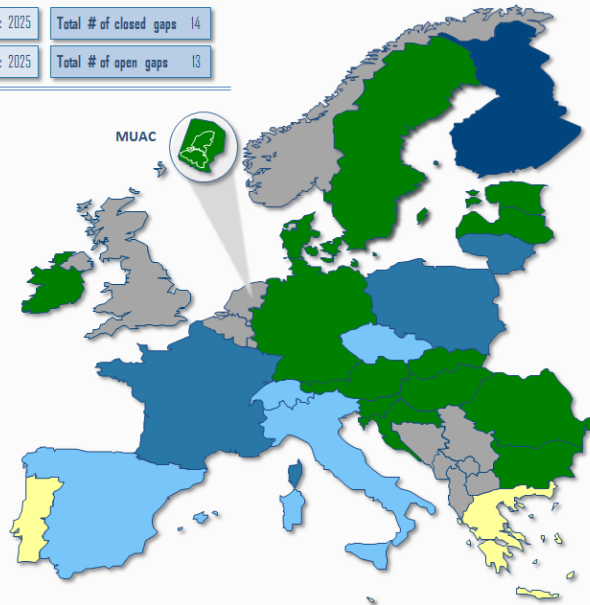 2025
Total # of closed gaps 14
2025
Total # of open gaps 13
MUAC